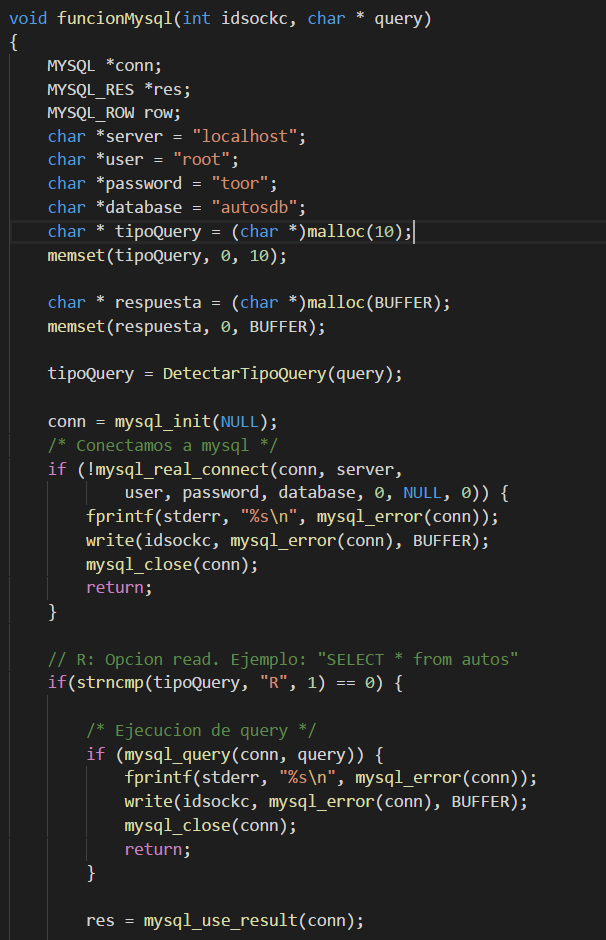 void funcionMysql(int idsockc, char * query)
{
    MYSQL *conn;
    MYSQL_RES *res;
    MYSQL_ROW row;
    char *server = "localhost";
    char *user = "root";
    char *password = "toor";
    char *database = "autosdb";
    char * tipoQuery = (char *)malloc(10);
    memset(tipoQuery, 0, 10);

    char * respuesta = (char *)malloc(BUFFER);
    memset(respuesta, 0, BUFFER);

    tipoQuery = DetectarTipoQuery(query);

    conn = mysql_init(NULL);
    /* Conectamos a mysql */
    if (!mysql_real_connect(conn, server,
            user, password, database, 0, NULL, 0)) {
        fprintf(stderr, "%s\n", mysql_error(conn));
        write(idsockc, mysql_error(conn), BUFFER);
        mysql_close(conn);
        return;
    }

    // R: Opcion read. Ejemplo: "SELECT * from autos"
    if(strncmp(tipoQuery, "R", 1) == 0) {

        /* Ejecucion de query */
        if (mysql_query(conn, query)) {
            fprintf(stderr, "%s\n", mysql_error(conn));
            write(idsockc, mysql_error(conn), BUFFER);
            mysql_close(conn);
            return;
        }

        res = mysql_use_result(conn);